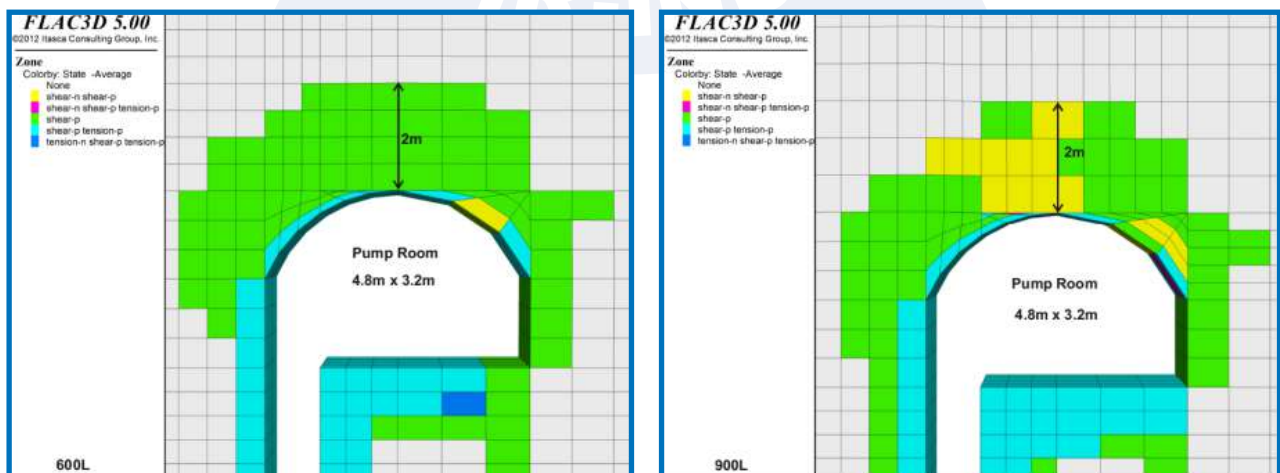 FLAC3D 5.00
©2012 Itasca Consulting Group, Inc.
Zone
Colorby: State -Average
None
shear-n shear-p
shear-n shear-p tension-p
shear-p
shear-p tension-p
tension-n shear-p tension-p
2m
Pump Room
4.8m x 3.2m
600L
FLAC3D 5.00
©2012 Itasca Consulting Group, Inc.
Zone
Colorby: State -Average
None
shear-n shear-p
shear-n shear-p tension-p
shear-p
shear-p tension-p
tension-n shear-p tension-p
2m
Pump Room
4.8m x 3.2m
900L